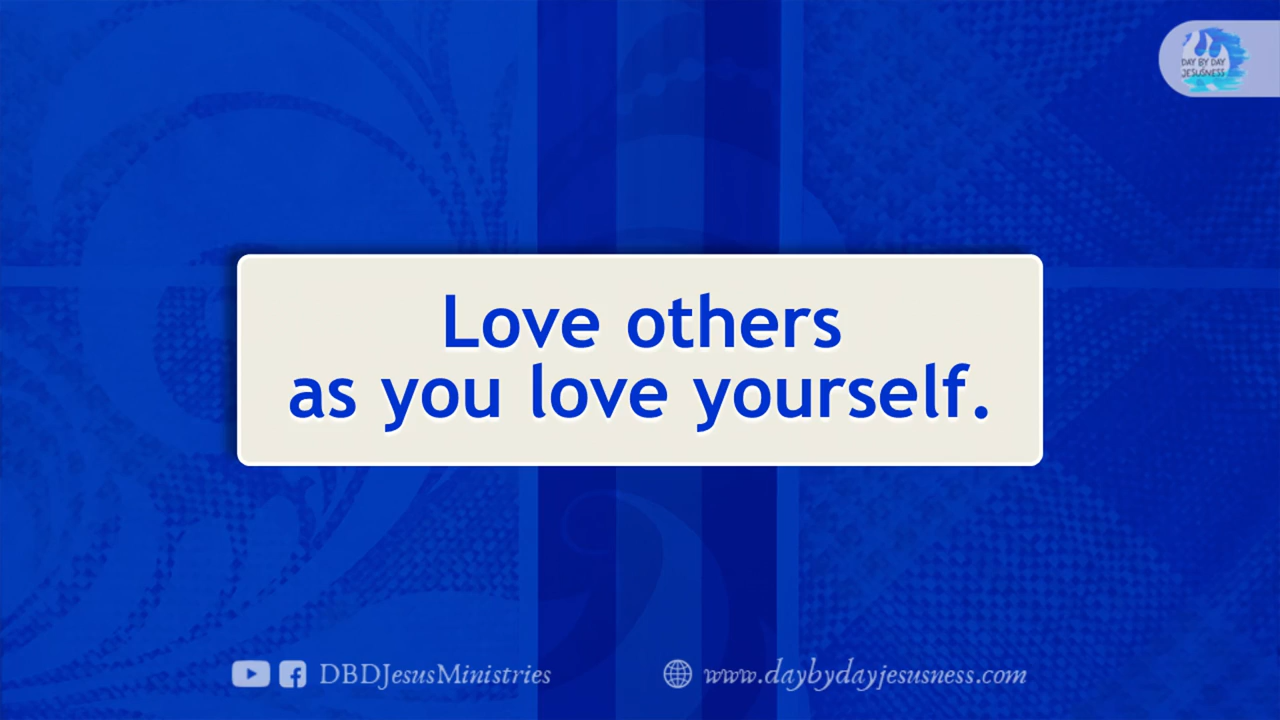 DAY BY DAY
JESUSNESS
Love others
as you love yourself.
DBDJesusMinistries
www.daybydayjesusness.com